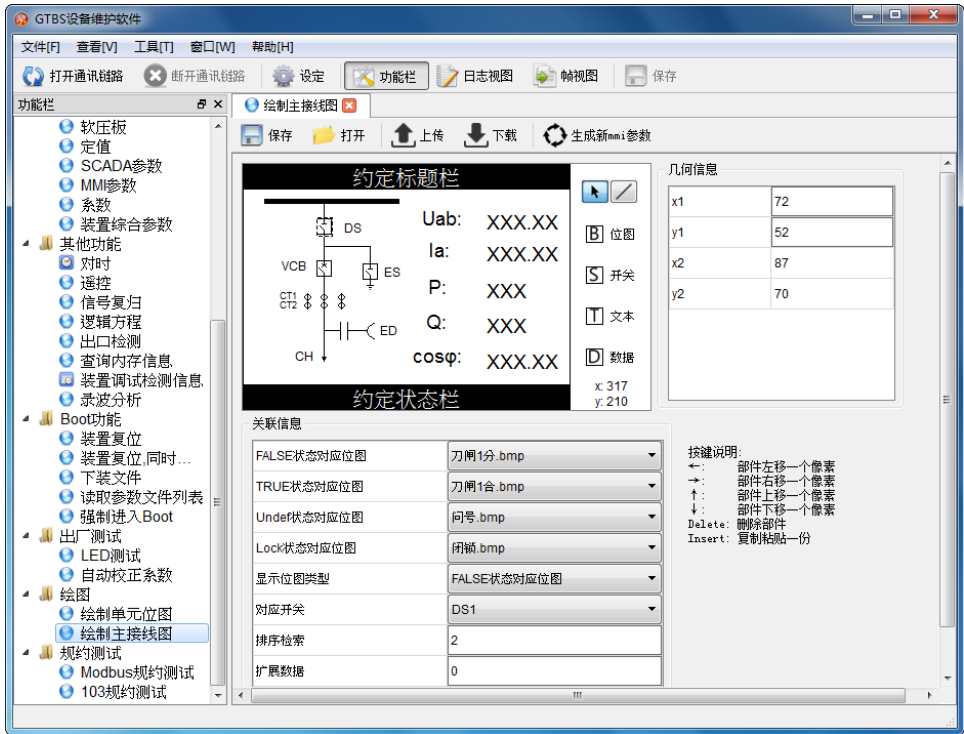 GTBS设备维护软件
文件[F] 查看[V] 工具[T] 窗口[W] 帮助[H]
打开通讯链路 断开通讯链路 设定 功能栏 日志视图 帧视图 保存
功能栏
绘制主接线图
软压板
定值
SCADA参数
MMI参数
系数
装置综合参数
其他功能
对时
遥控
信号复归
逻辑方程
出口检测
查询内存信息
装置调试检测信息
录波分析
Boot功能
装置复位
装置复位,同时...
下装文件
读取参数文件列表
强制进入Boot
出厂测试
LED测试
自动校正系数
绘图
绘制单元位图
绘制主接线图
规约测试
Modbus规约测试
103规约测试
保存 打开 上传 下载 生成新mmi参数
约定标题栏
DS
VCB
ES
CT1
CT2
ED
CH
Uab: XXX.XX
Ia: XXX.XX
P: XXX
Q: XXX
cosφ: XXX.XX
约定状态栏
B 位图
S 开关
T 文本
D 数据
x: 317
y: 210
几何信息
x1 72
y1 52
x2 87
y2 70
关联信息
FALSE状态对应位图 刀闸1分.bmp
TRUE状态对应位图 刀闸1合.bmp
Undef状态对应位图 问号.bmp
Lock状态对应位图 闭锁.bmp
显示位图类型 FALSE状态对应位图
对应开关 DS1
排序检索 2
扩展数据 0
按键说明:
←: 部件左移一个像素
→: 部件右移一个像素
↑: 部件上移一个像素
↓: 部件下移一个像素
Delete: 删除部件
Insert: 复制粘贴一份